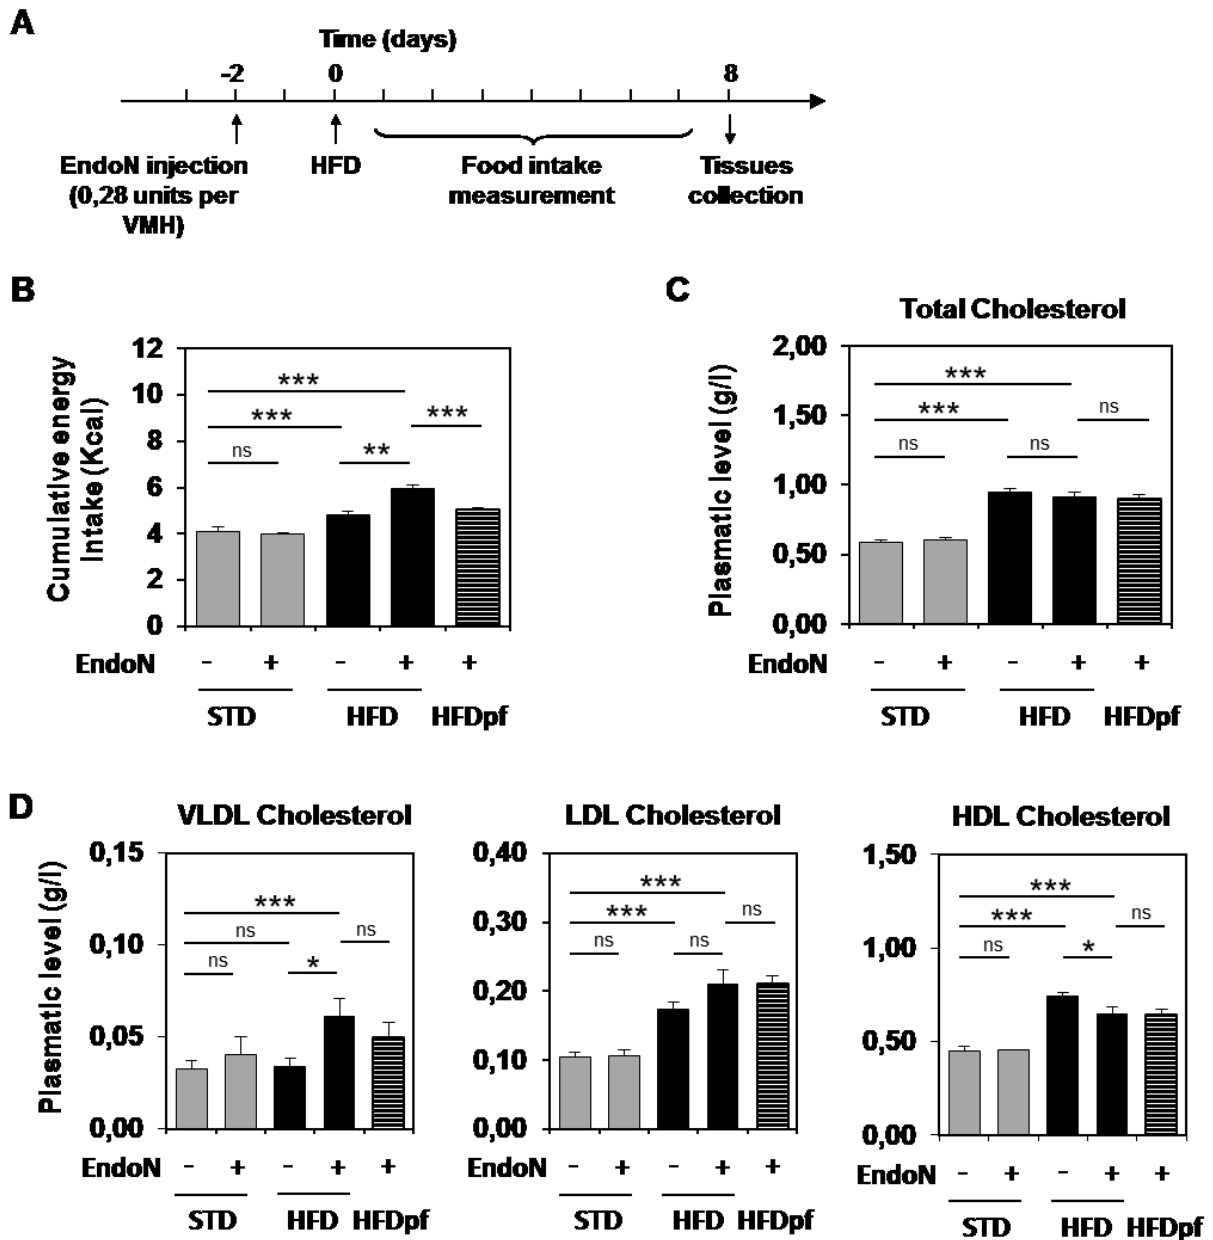 A
Time (days)
-2 0 8
EndoN injection
(0,28 units per
VMH)
HFD
Food intake
measurement
Tissues
collection
B
Cumulative energy
Intake (Kcal)
12
10
8
6
4
2
0
***
***
***
ns
**
EndoN - + - + +
STD HFD HFDpf
C
Total Cholesterol
Plasmatic level (g/l)
2,00
1,50
1,00
0,50
0,00
***
***
ns
ns
ns
EndoN - + - + +
STD HFD HFDpf
D
VLDL Cholesterol
Plasmatic level (g/l)
0,15
0,10
0,05
0,00
***
ns
ns
ns
*
EndoN - + - + +
STD HFD HFDpf
LDL Cholesterol
0,40
0,30
0,20
0,10
0,00
***
***
ns
ns
ns
EndoN - + - + +
STD HFD HFDpf
HDL Cholesterol
1,50
1,00
0,50
0,00
***
***
ns
ns
*
EndoN - + - + +
STD HFD HFDpf